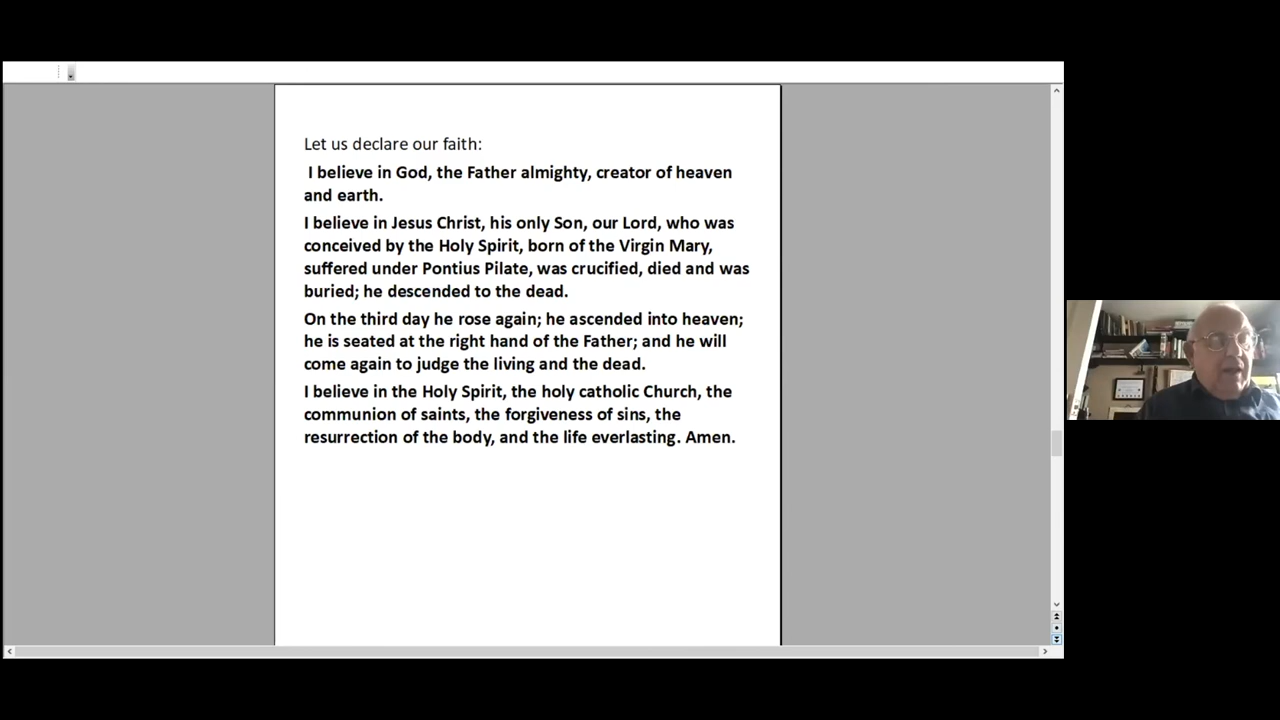 Let us declare our faith:
I believe in God, the Father almighty, creator of heaven
and earth.
I believe in Jesus Christ, his only Son, our Lord, who was
conceived by the Holy Spirit, born of the Virgin Mary,
suffered under Pontius Pilate, was crucified, died and was
buried; he descended to the dead.
On the third day he rose again; he ascended into heaven;
he is seated at the right hand of the Father; and he will
come again to judge the living and the dead.
I believe in the Holy Spirit, the holy catholic Church, the
communion of saints, the forgiveness of sins, the
resurrection of the body, and the life everlasting. Amen.